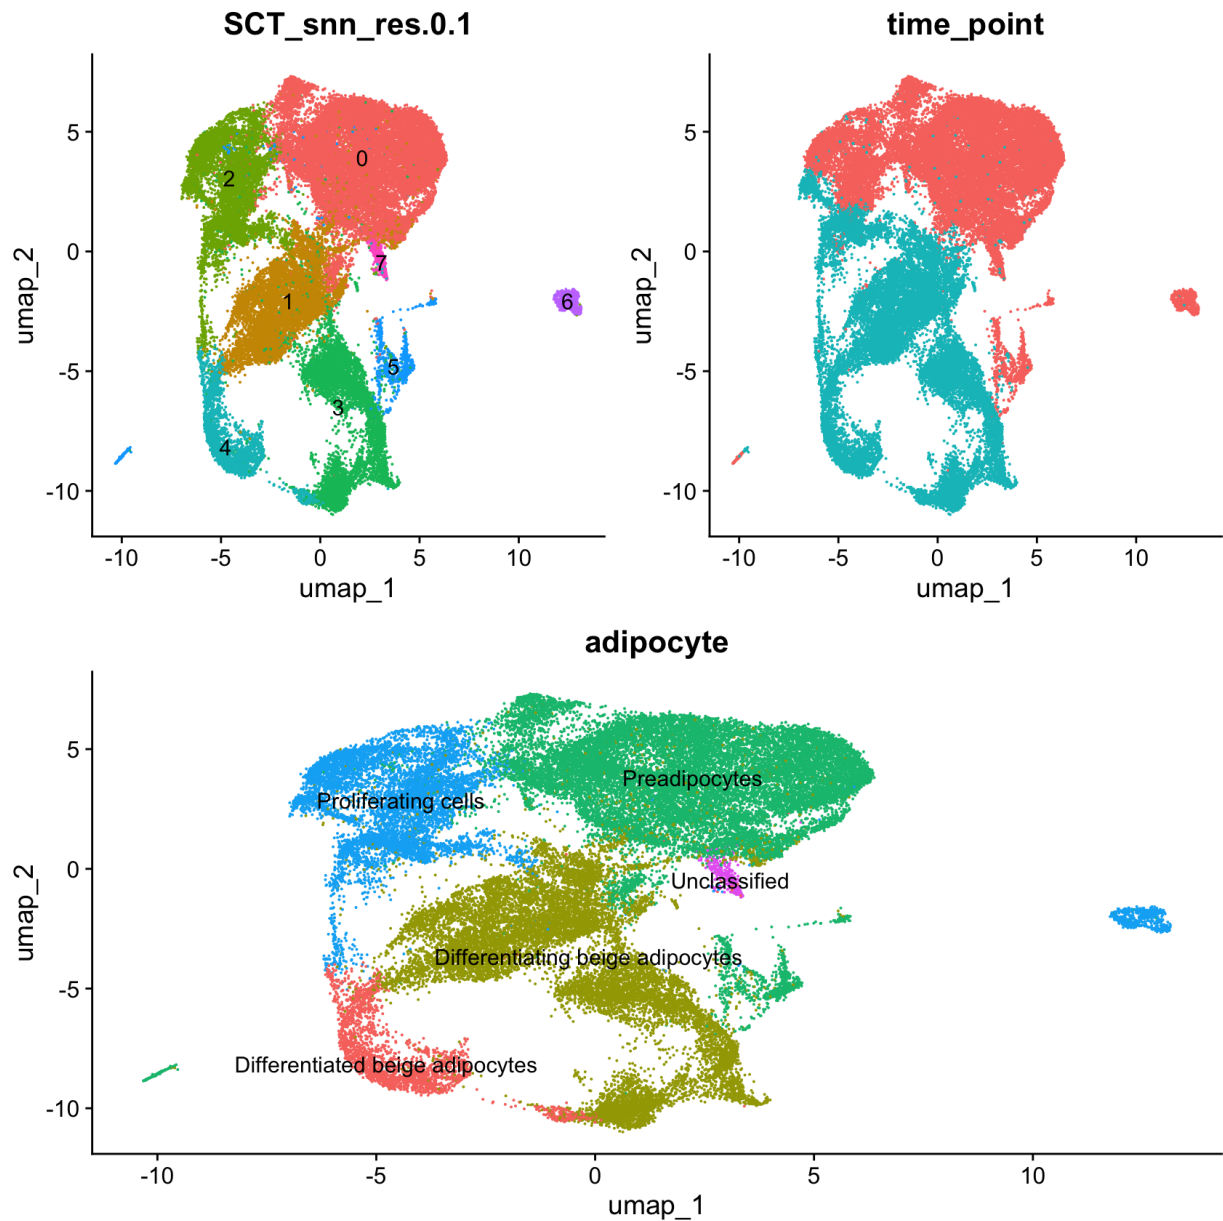 SCT_snn_res.0.1
time_point
5
0
-5
-10
umap_2
0
1
2
3
4
5
6
7
-10
-5
0
5
10
umap_1
5
0
-5
-10
umap_2
-10
-5
0
5
10
umap_1
adipocyte
5
0
-5
-10
umap_2
Preadipocytes
Proliferating cells
Unclassified
Differentiating beige adipocytes
Differentiated beige adipocytes
-10
-5
0
5
10
umap_1